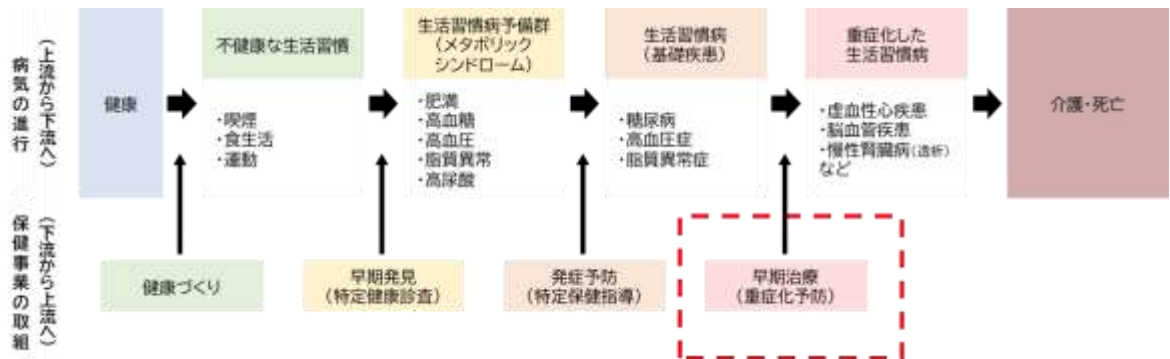 病気の進行
(上流から下流へ)
健康
不健康な生活習慣
・喫煙
・食生活
・運動
生活習慣病予備群
(メタボリック
シンドローム)
・肥満
・高血糖
・高血圧
・脂質異常
・高尿酸
生活習慣病
(基礎疾患)
・糖尿病
・高血圧症
・脂質異常症
重症化した
生活習慣病
・虚血性心疾患
・脳血管疾患
・慢性腎臓病(透析)
など
介護・死亡
保健事業の取組
(下流から上流へ)
健康づくり
早期発見
(特定健康診査)
発症予防
(特定保健指導)
早期治療
(重症化予防)